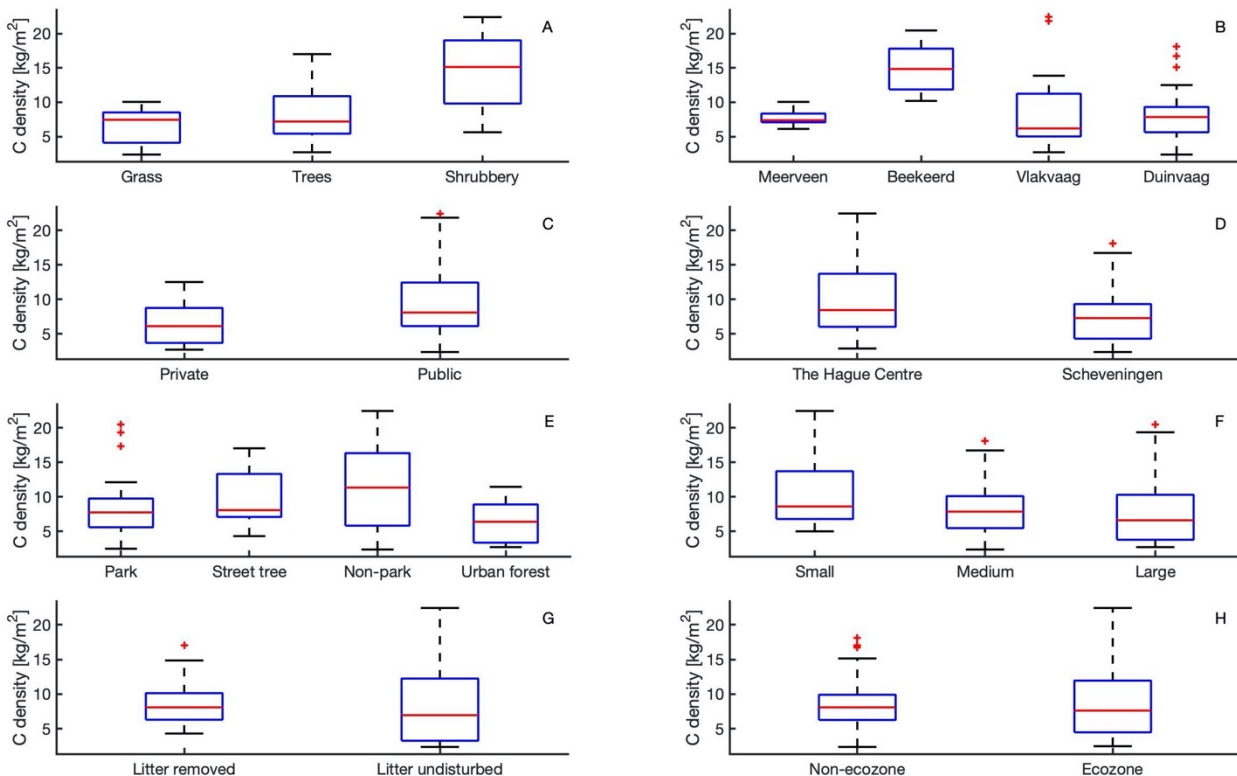 A
C density [kg/m²]
20
15
10
5
Grass Trees Shrubbery
B
C density [kg/m²]
20
15
10
5
Meerveen Beekeerd Vlakvaag Duinvaag
C
C density [kg/m²]
20
15
10
5
Private Public
D
C density [kg/m²]
20
15
10
5
The Hague Centre Scheveningen
E
C density [kg/m²]
20
15
10
5
Park Street tree Non-park Urban forest
F
C density [kg/m²]
20
15
10
5
Small Medium Large
G
C density [kg/m²]
20
15
10
5
Litter removed Litter undisturbed
H
C density [kg/m²]
20
15
10
5
Non-ecozone Ecozone